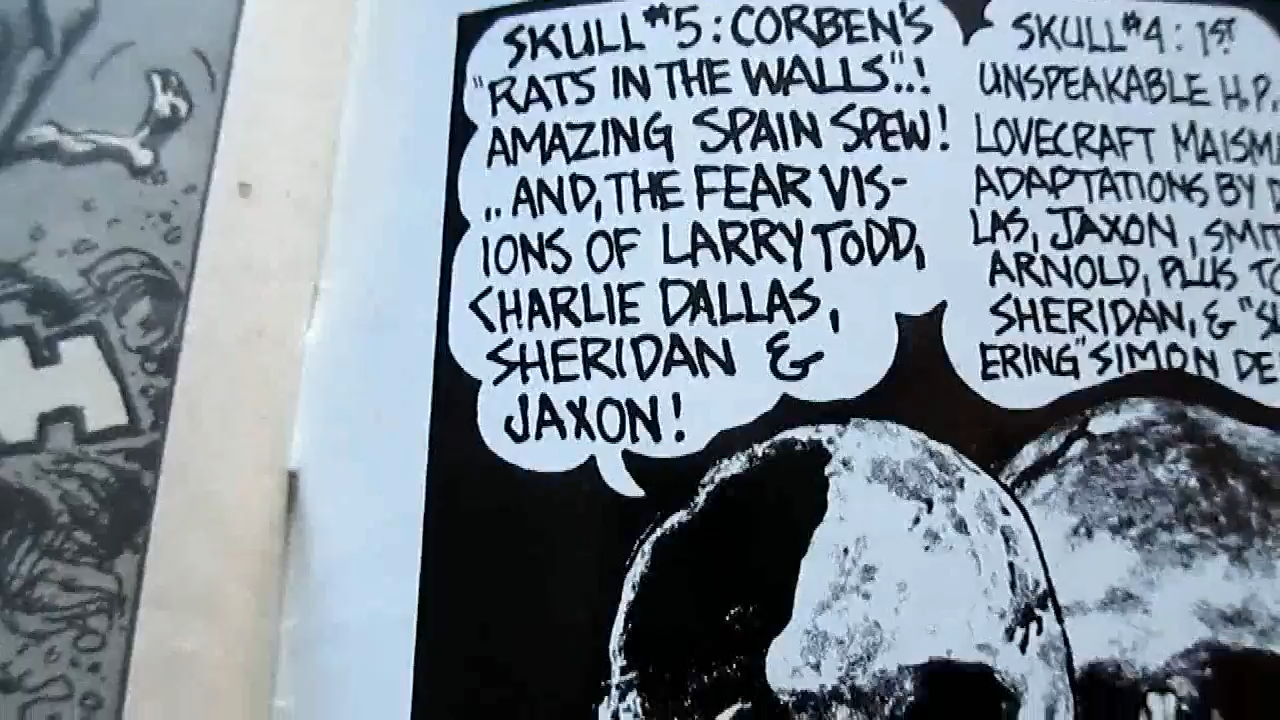 SKULL #5: CORBEN'S
"RATS IN THE WALLS"..!
AMAZING SPAIN SPEW!
..AND, THE FEAR VIS-
IONS OF LARRY TODD,
CHARLIE DALLAS,
SHERIDAN &
JAXON!
SKULL #4: 1ST
UNSPEAKABLE H.P.
LOVECRAFT
ADAPTATIONS BY
LAS, JAXON,
ARNOLD, PLUS
SHERIDAN, &
ERING" SIMON